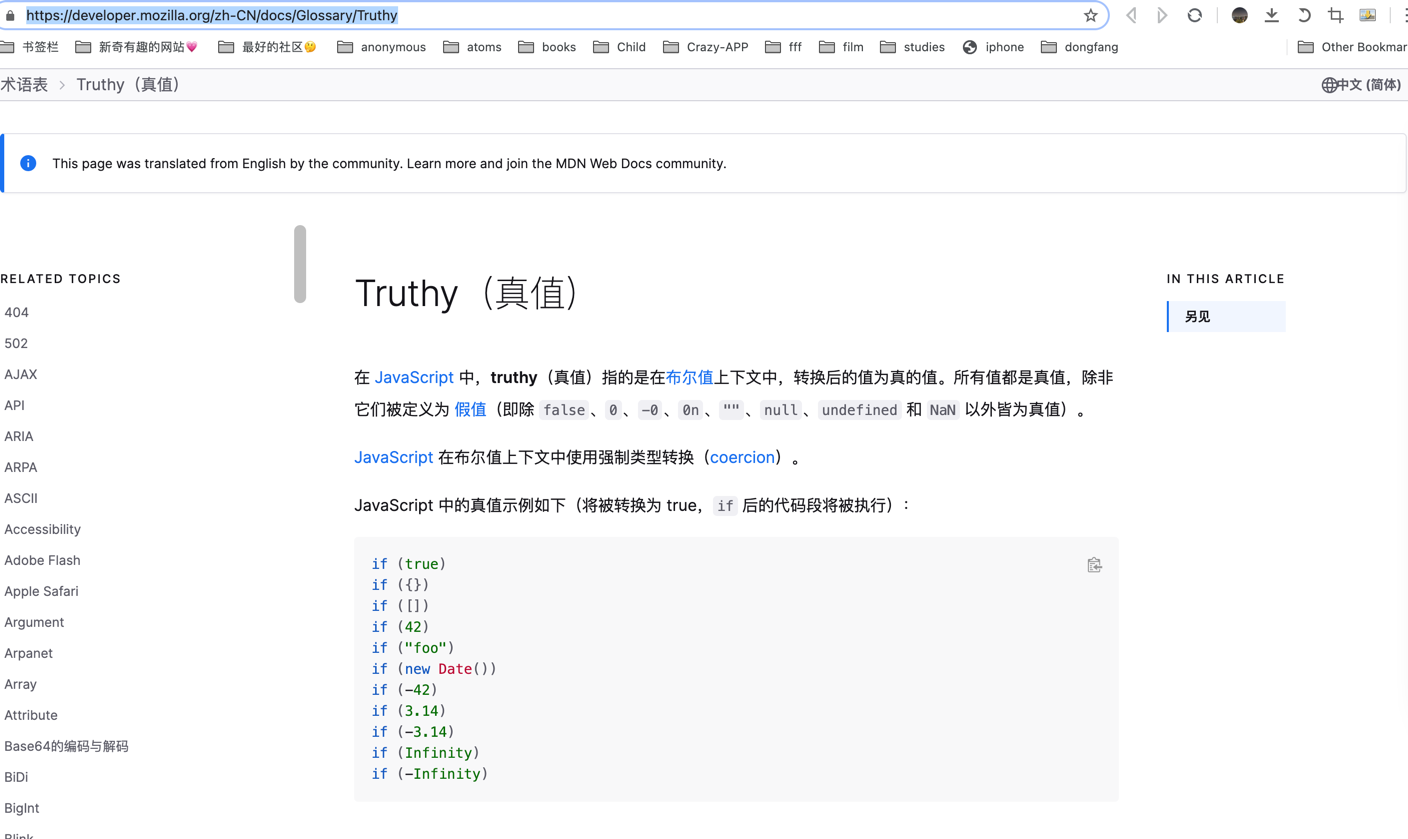 https://developer.mozilla.org/zh-CN/docs/Glossary/Truthy
书签栏 新奇有趣的网站💗 最好的社区🤔 anonymous atoms books Child Crazy-APP fff film studies iphone dongfang Other Bookmar
术语表 > Truthy（真值） 中文 (简体)
This page was translated from English by the community. Learn more and join the MDN Web Docs community.
RELATED TOPICS
404
502
AJAX
API
ARIA
ARPA
ASCII
Accessibility
Adobe Flash
Apple Safari
Argument
Arpanet
Array
Attribute
Base64的编码与解码
BiDi
BigInt
Blink
Truthy（真值）
在 JavaScript 中，truthy（真值）指的是在布尔值上下文中，转换后的值为真的值。所有值都是真值，除非
它们被定义为 假值（即除 false、0、-0、0n、""、null、undefined 和 NaN 以外皆为真值）。
JavaScript 在布尔值上下文中使用强制类型转换（coercion）。
JavaScript 中的真值示例如下（将被转换为 true，if 后的代码段将被执行）：
if (true)
if ({})
if ([])
if (42)
if ("foo")
if (new Date())
if (-42)
if (3.14)
if (-3.14)
if (Infinity)
if (-Infinity)
IN THIS ARTICLE
另见